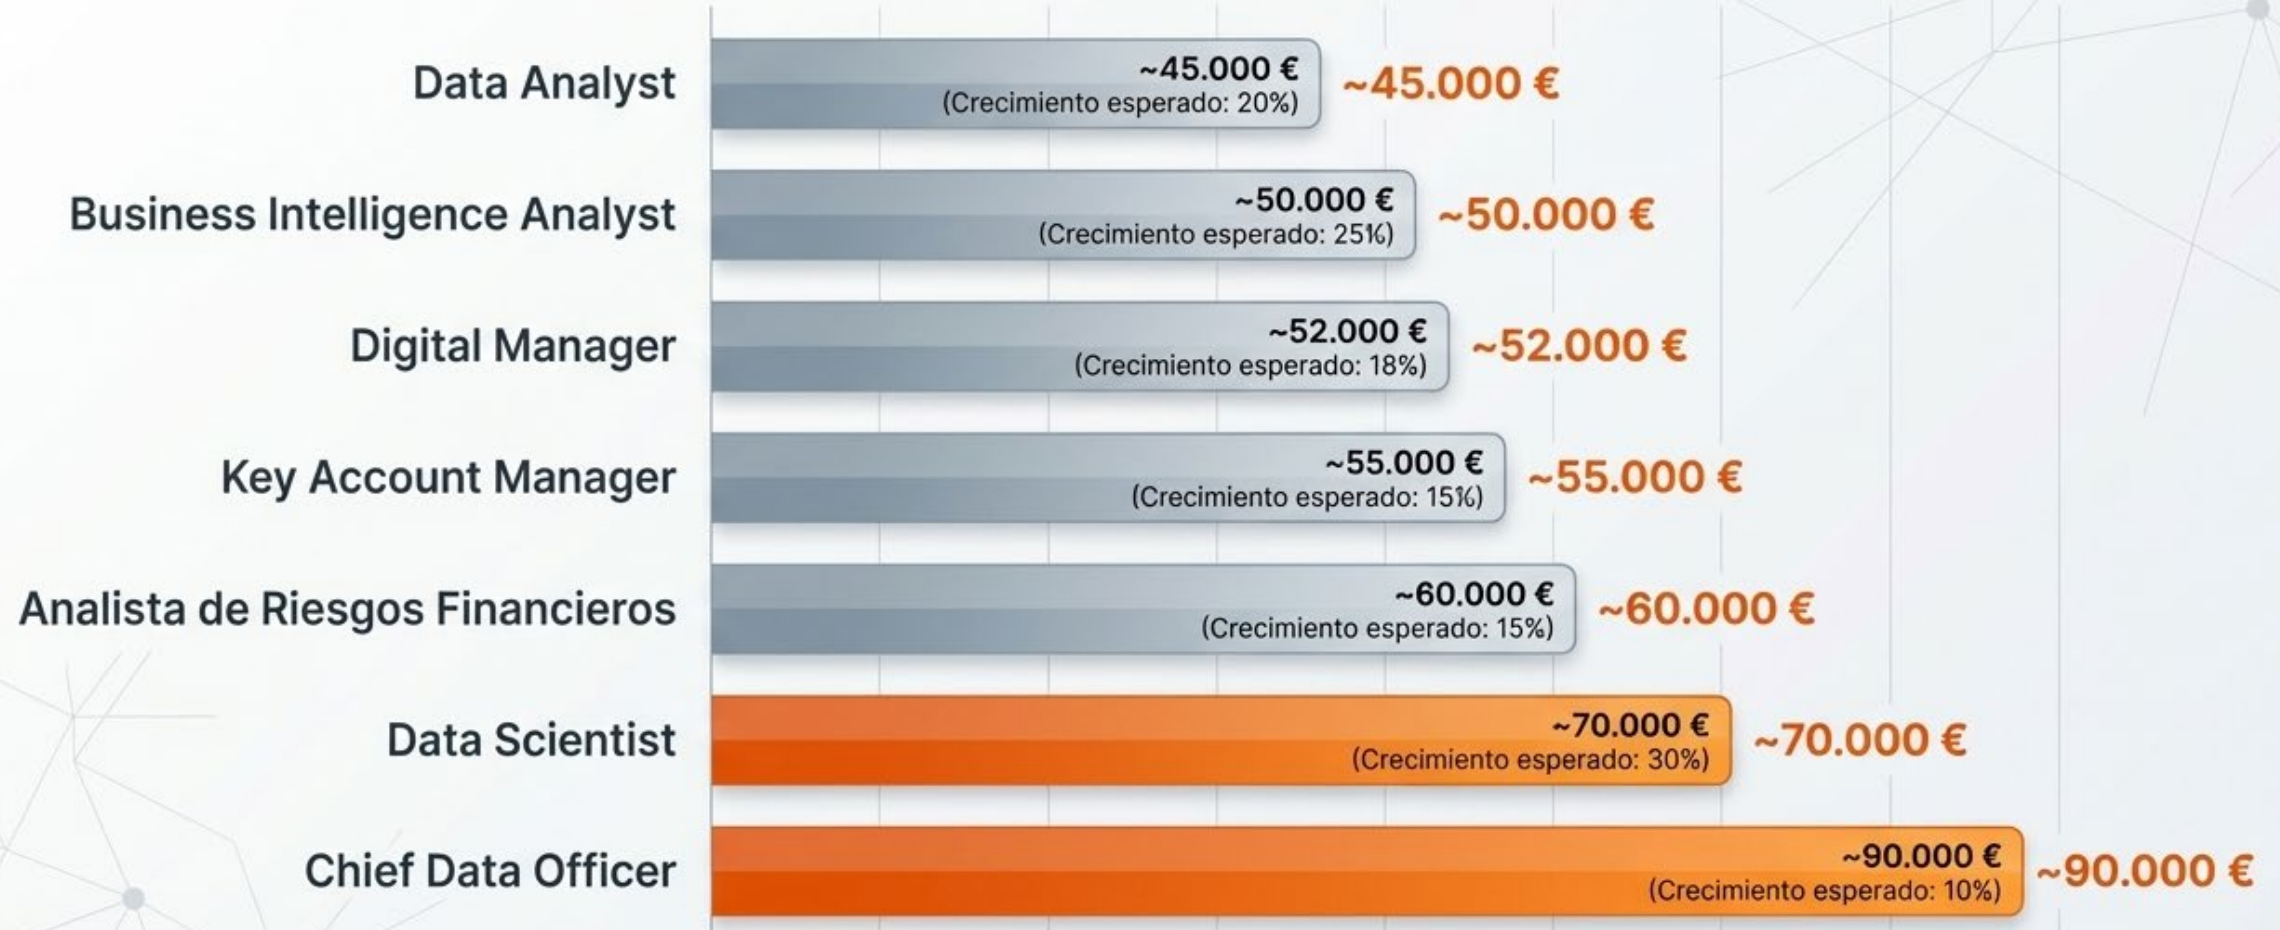 Data Analyst
~45.000 €
(Crecimiento esperado: 20%)
~45.000 €
Business Intelligence Analyst
~50.000 €
(Crecimiento esperado: 25%)
~50.000 €
Digital Manager
~52.000 €
(Crecimiento esperado: 18%)
~52.000 €
Key Account Manager
~55.000 €
(Crecimiento esperado: 15%)
~55.000 €
Analista de Riesgos Financieros
~60.000 €
(Crecimiento esperado: 15%)
~60.000 €
Data Scientist
~70.000 €
(Crecimiento esperado: 30%)
~70.000 €
Chief Data Officer
~90.000 €
(Crecimiento esperado: 10%)
~90.000 €